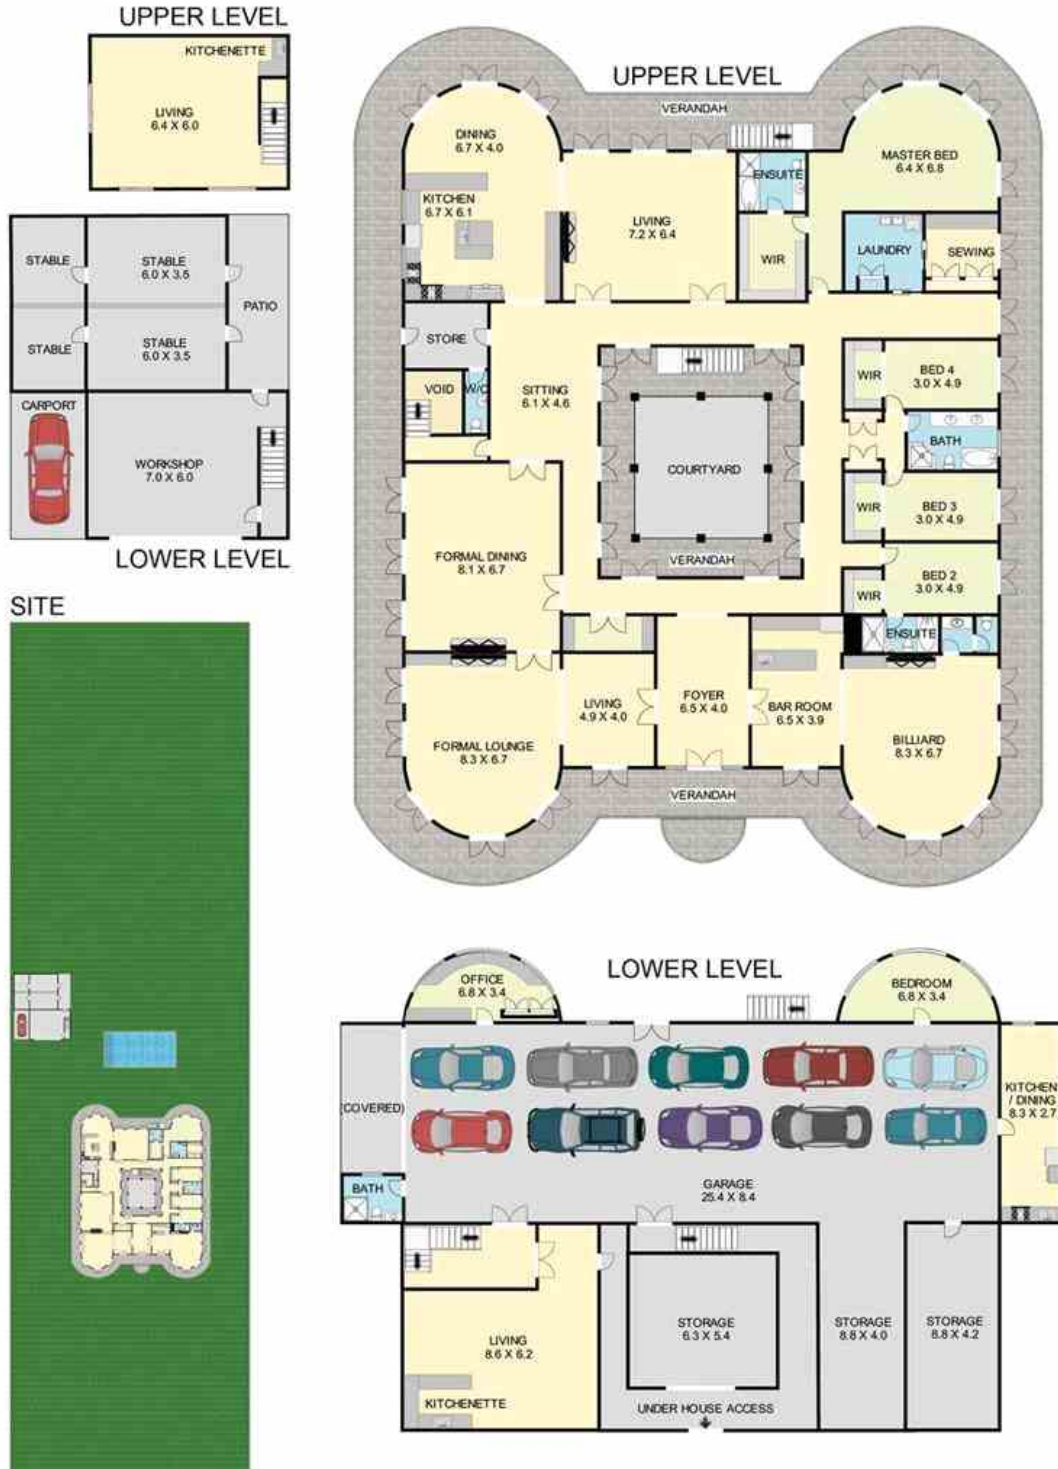 UPPER LEVEL
KITCHENETTE
LIVING
6.4 X 6.0
STABLE
STABLE
6.0 X 3.5
PATIO
STABLE
STABLE
6.0 X 3.5
CARPORT
WORKSHOP
7.0 X 6.0
LOWER LEVEL
SITE
UPPER LEVEL
VERANDAH
DINING
6.7 X 4.0
KITCHEN
6.7 X 6.1
LIVING
7.2 X 6.4
ENSUITE
WIR
MASTER BED
6.4 X 6.8
LAUNDRY
SEWING
STORE
VOID
W/C
SITTING
6.1 X 4.6
COURTYARD
VERANDAH
WIR
BED 4
3.0 X 4.9
BATH
WIR
BED 3
3.0 X 4.9
WIR
BED 2
3.0 X 4.9
ENSUITE
FORMAL DINING
8.1 X 6.7
FORMAL LOUNGE
8.3 X 6.7
LIVING
4.9 X 4.0
FOYER
6.5 X 4.0
BAR ROOM
6.5 X 3.9
BILLIARD
8.3 X 6.7
VERANDAH
LOWER LEVEL
OFFICE
6.8 X 3.4
BEDROOM
6.8 X 3.4
(COVERED)
KITCHEN
/ DINING
8.3 X 2.7
BATH
GARAGE
25.4 X 8.4
LIVING
8.6 X 6.2
KITCHENETTE
STORAGE
6.3 X 5.4
STORAGE
8.8 X 4.0
STORAGE
8.8 X 4.2
UNDER HOUSE ACCESS